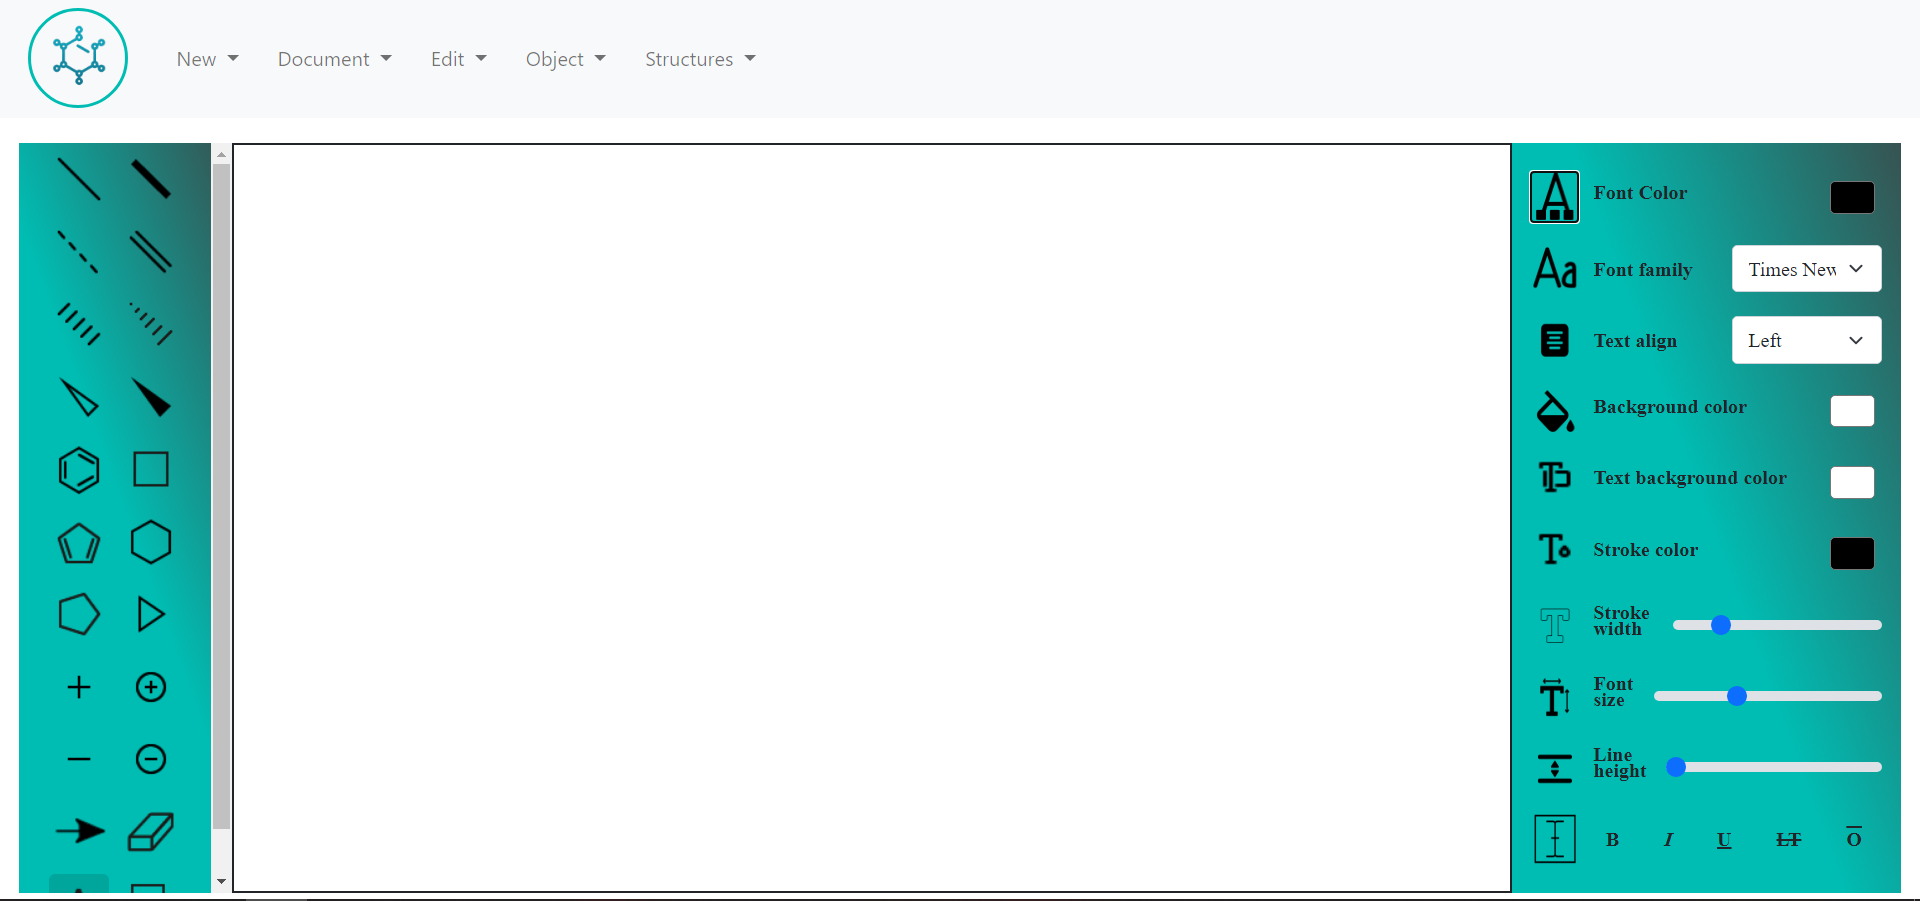 New Document Edit Object Structures
Font Color
Font family Times New
Text align Left
Background color
Text background color
Stroke color
Stroke
width
Font
size
Line
height
B I U LT O